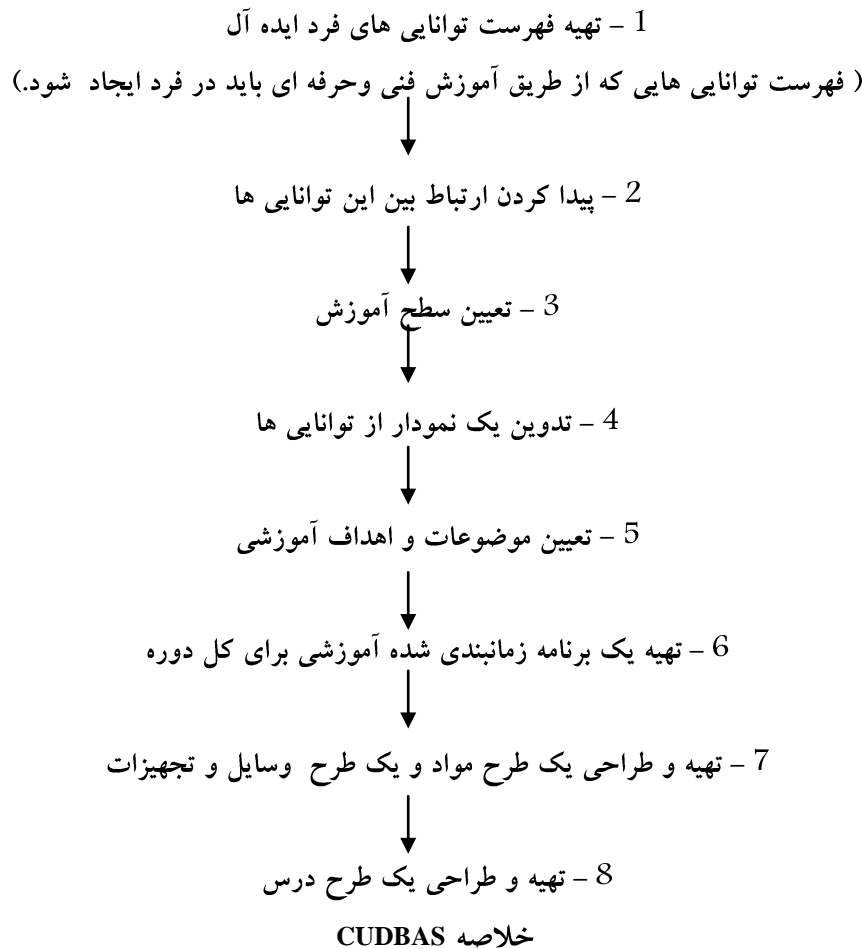 1 – تهیه فهرست توانایی های فرد ایده آل
( فهرست توانایی هایی که از طریق آموزش فنی وحرفه ای باید در فرد ایجاد شود.)
2 – پیدا کردن ارتباط بین این توانایی ها
3 – تعیین سطح آموزش
4 – تدوین یک نمودار از توانایی ها
5 – تعیین موضوعات و اهداف آموزشی
6 – تهیه یک برنامه زمانبندی شده آموزشی برای کل دوره
7 – تهیه و طراحی یک طرح مواد و یک طرح وسایل و تجهیزات
8 – تهیه و طراحی یک طرح درس
خلاصه CUDBAS